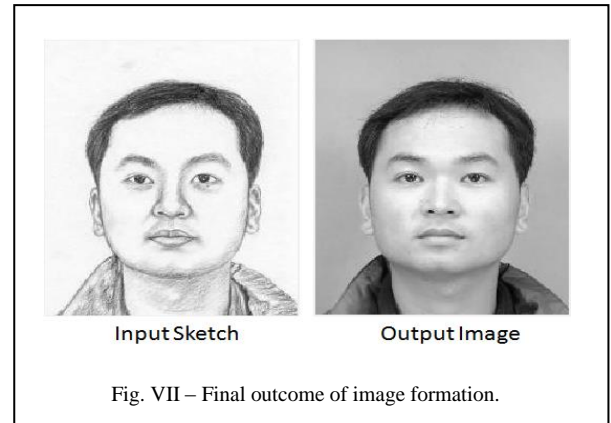 Input Sketch
Output Image
Fig. VII – Final outcome of image formation.